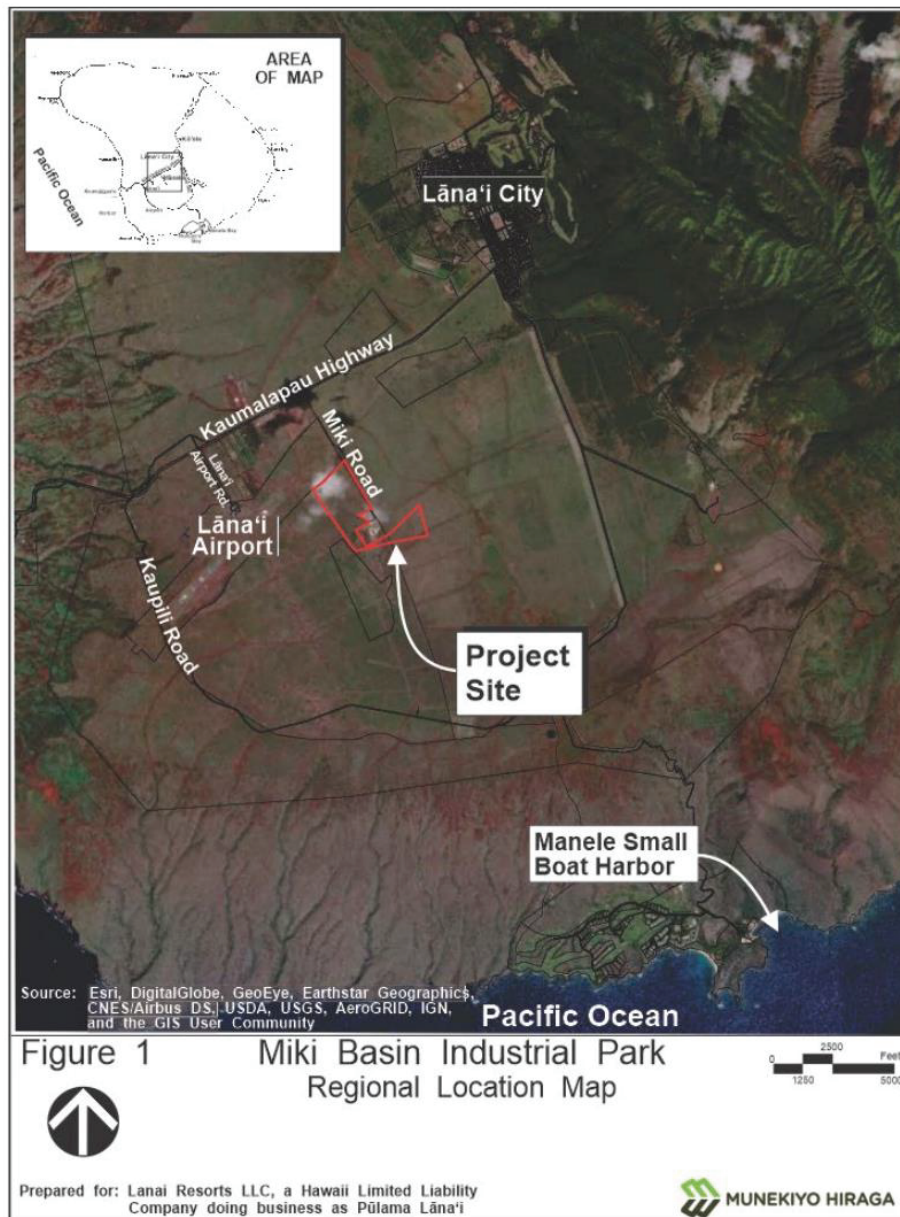 AREA
OF MAP
Pacific Ocean
Lāna‘i City
Lāna‘i City
Kaumalapau Highway
Miki Road
Lāna‘i
Airport Rd.
Lāna‘i
Airport
Kaupili Road
Project
Site
Manele Small
Boat Harbor
Source: Esri, DigitalGlobe, GeoEye, Earthstar Geographics,
CNES/Airbus DS, USDA, USGS, AeroGRID, IGN,
and the GIS User Community
Pacific Ocean
Figure 1
Miki Basin Industrial Park
Regional Location Map
2500
0 Feet
1250 5000
Prepared for: Lanai Resorts LLC, a Hawaii Limited Liability
Company doing business as Pūlama Lāna‘i
MUNEKIYO HIRAGA